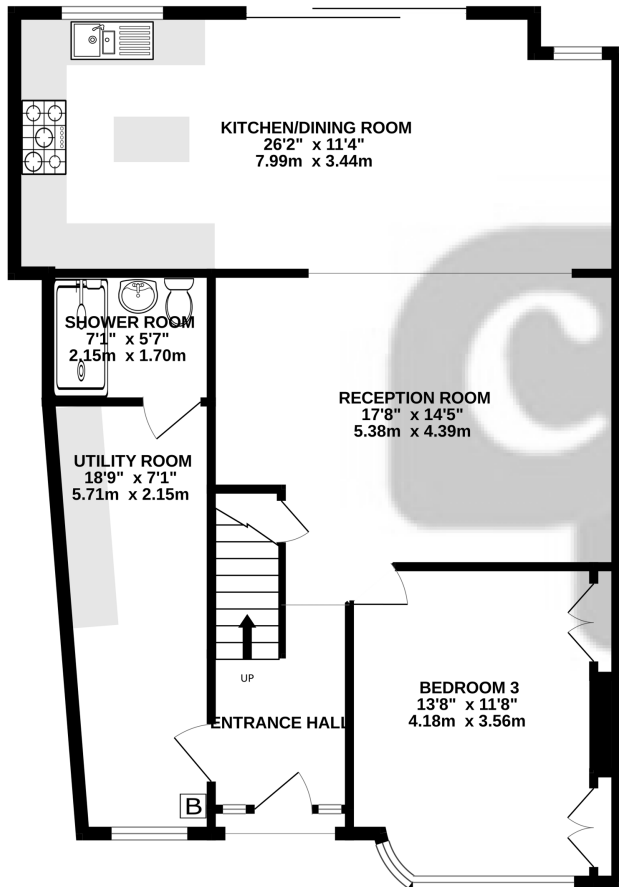 KITCHEN/DINING ROOM
26'2" x 11'4"
7.99m x 3.44m
SHOWER ROOM
7'1" x 5'7"
2.15m x 1.70m
RECEPTION ROOM
17'8" x 14'5"
5.38m x 4.39m
UTILITY ROOM
18'9" x 7'1"
5.71m x 2.15m
UP
BEDROOM 3
13'8" x 11'8"
4.18m x 3.56m
ENTRANCE HALL
B
c